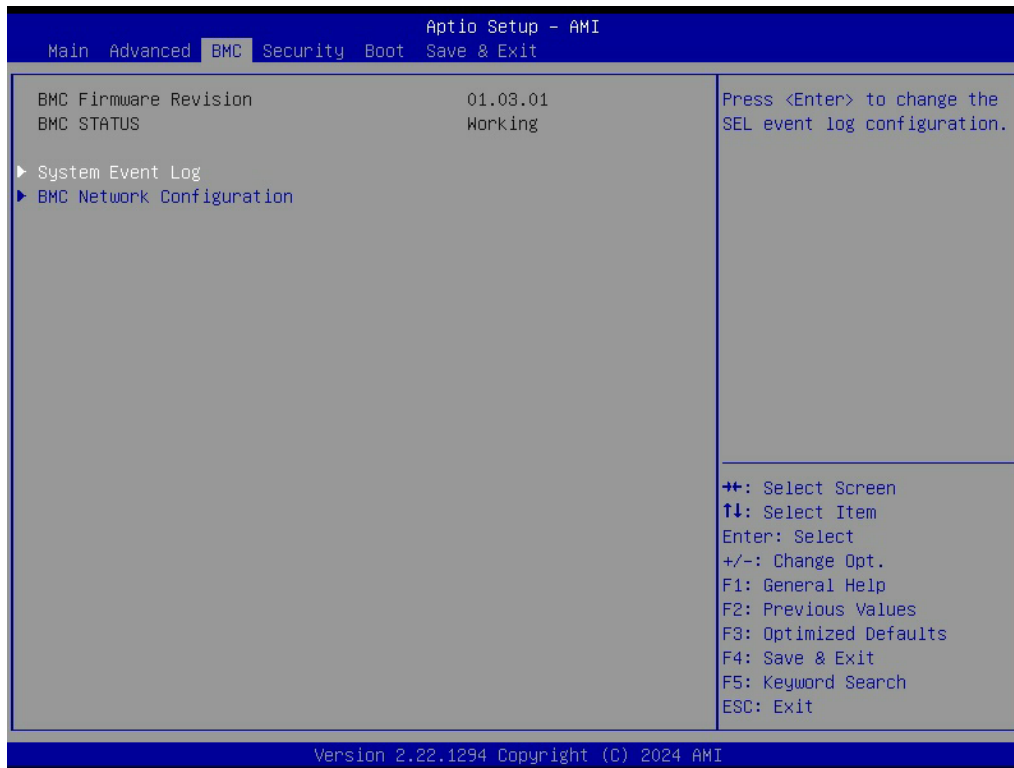 Aptio Setup – AMI
Main Advanced BMC Security Boot Save & Exit
BMC Firmware Revision 01.03.01
BMC STATUS Working
System Event Log
BMC Network Configuration
Press <Enter> to change the
SEL event log configuration.
→←: Select Screen
↑↓: Select Item
Enter: Select
+/-: Change Opt.
F1: General Help
F2: Previous Values
F3: Optimized Defaults
F4: Save & Exit
F5: Keyword Search
ESC: Exit
Version 2.22.1294 Copyright (C) 2024 AMI